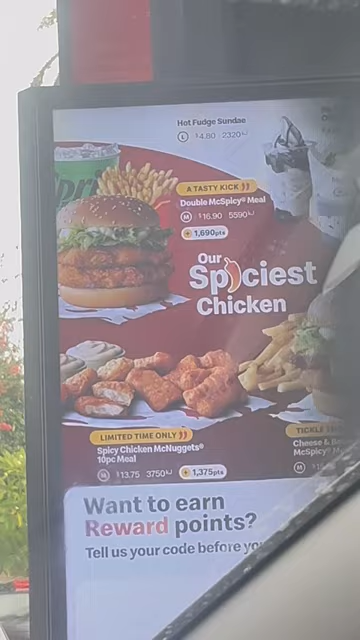 Hot Fudge Sundae
L $4.80 2320kJ
A TASTY KICK
Double McSpicy® Meal
M $16.90 5590kJ
1,690pts
Our
Spiciest
Chicken
LIMITED TIME ONLY
Spicy Chicken McNuggets®
10pc Meal
M $13.75 3750kJ
1,375pts
TICKLE
Cheese &
McSpicy®
M
Want to earn
Reward points?
Tell us your code before